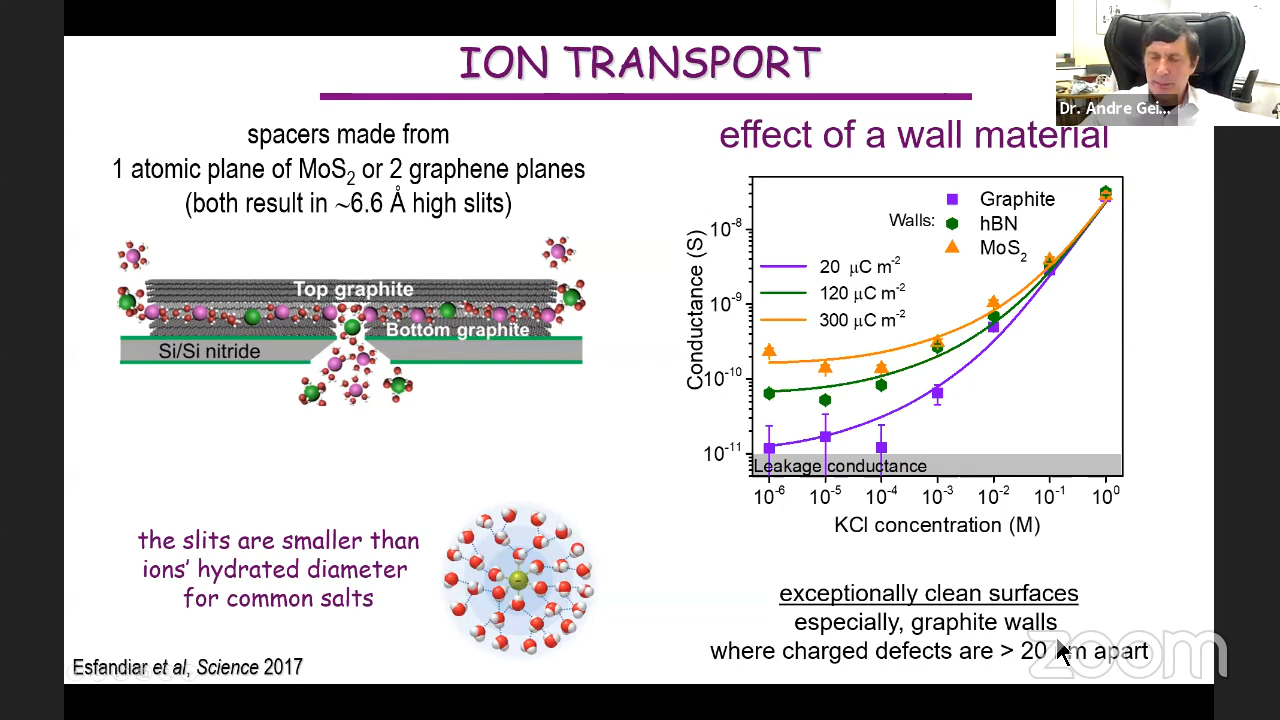 ION TRANSPORT
Dr. Andre Gei...
spacers made from
1 atomic plane of MoS2 or 2 graphene planes
(both result in ~6.6 Å high slits)
Top graphite
Bottom graphite
Si/Si nitride
the slits are smaller than
ions' hydrated diameter
for common salts
Esfandiar et al, Science 2017
effect of a wall material
Conductance (S)
10-8
10-9
10-10
10-11
Walls:
Graphite
hBN
MoS2
20 μC m-2
120 μC m-2
300 μC m-2
Leakage conductance
10-6 10-5 10-4 10-3 10-2 10-1 100
KCl concentration (M)
exceptionally clean surfaces
especially, graphite walls
where charged defects are > 20 apart
zoom